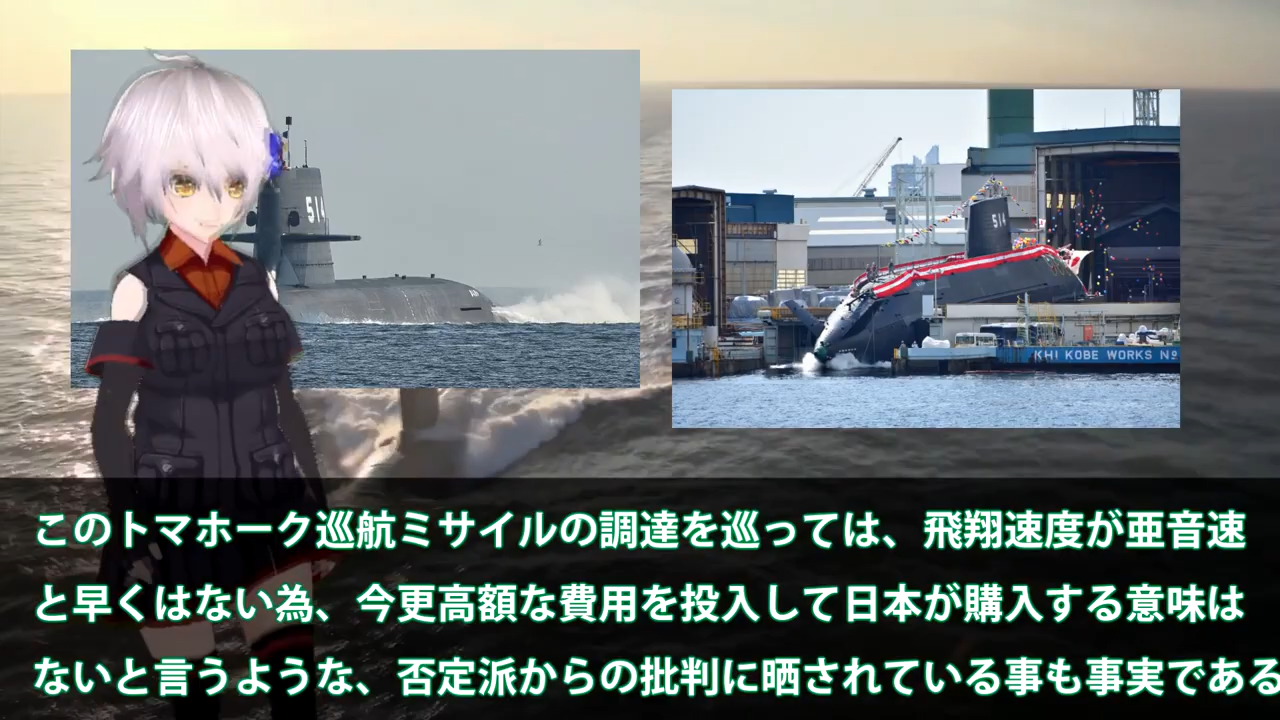 514
514
KHI KOBE WORKS Nº
このトマホーク巡航ミサイルの調達を巡っては、飛翔速度が亜音速
と早くはない為、今更高額な費用を投入して日本が購入する意味は
ないと言うような、否定派からの批判に晒されている事も事実である